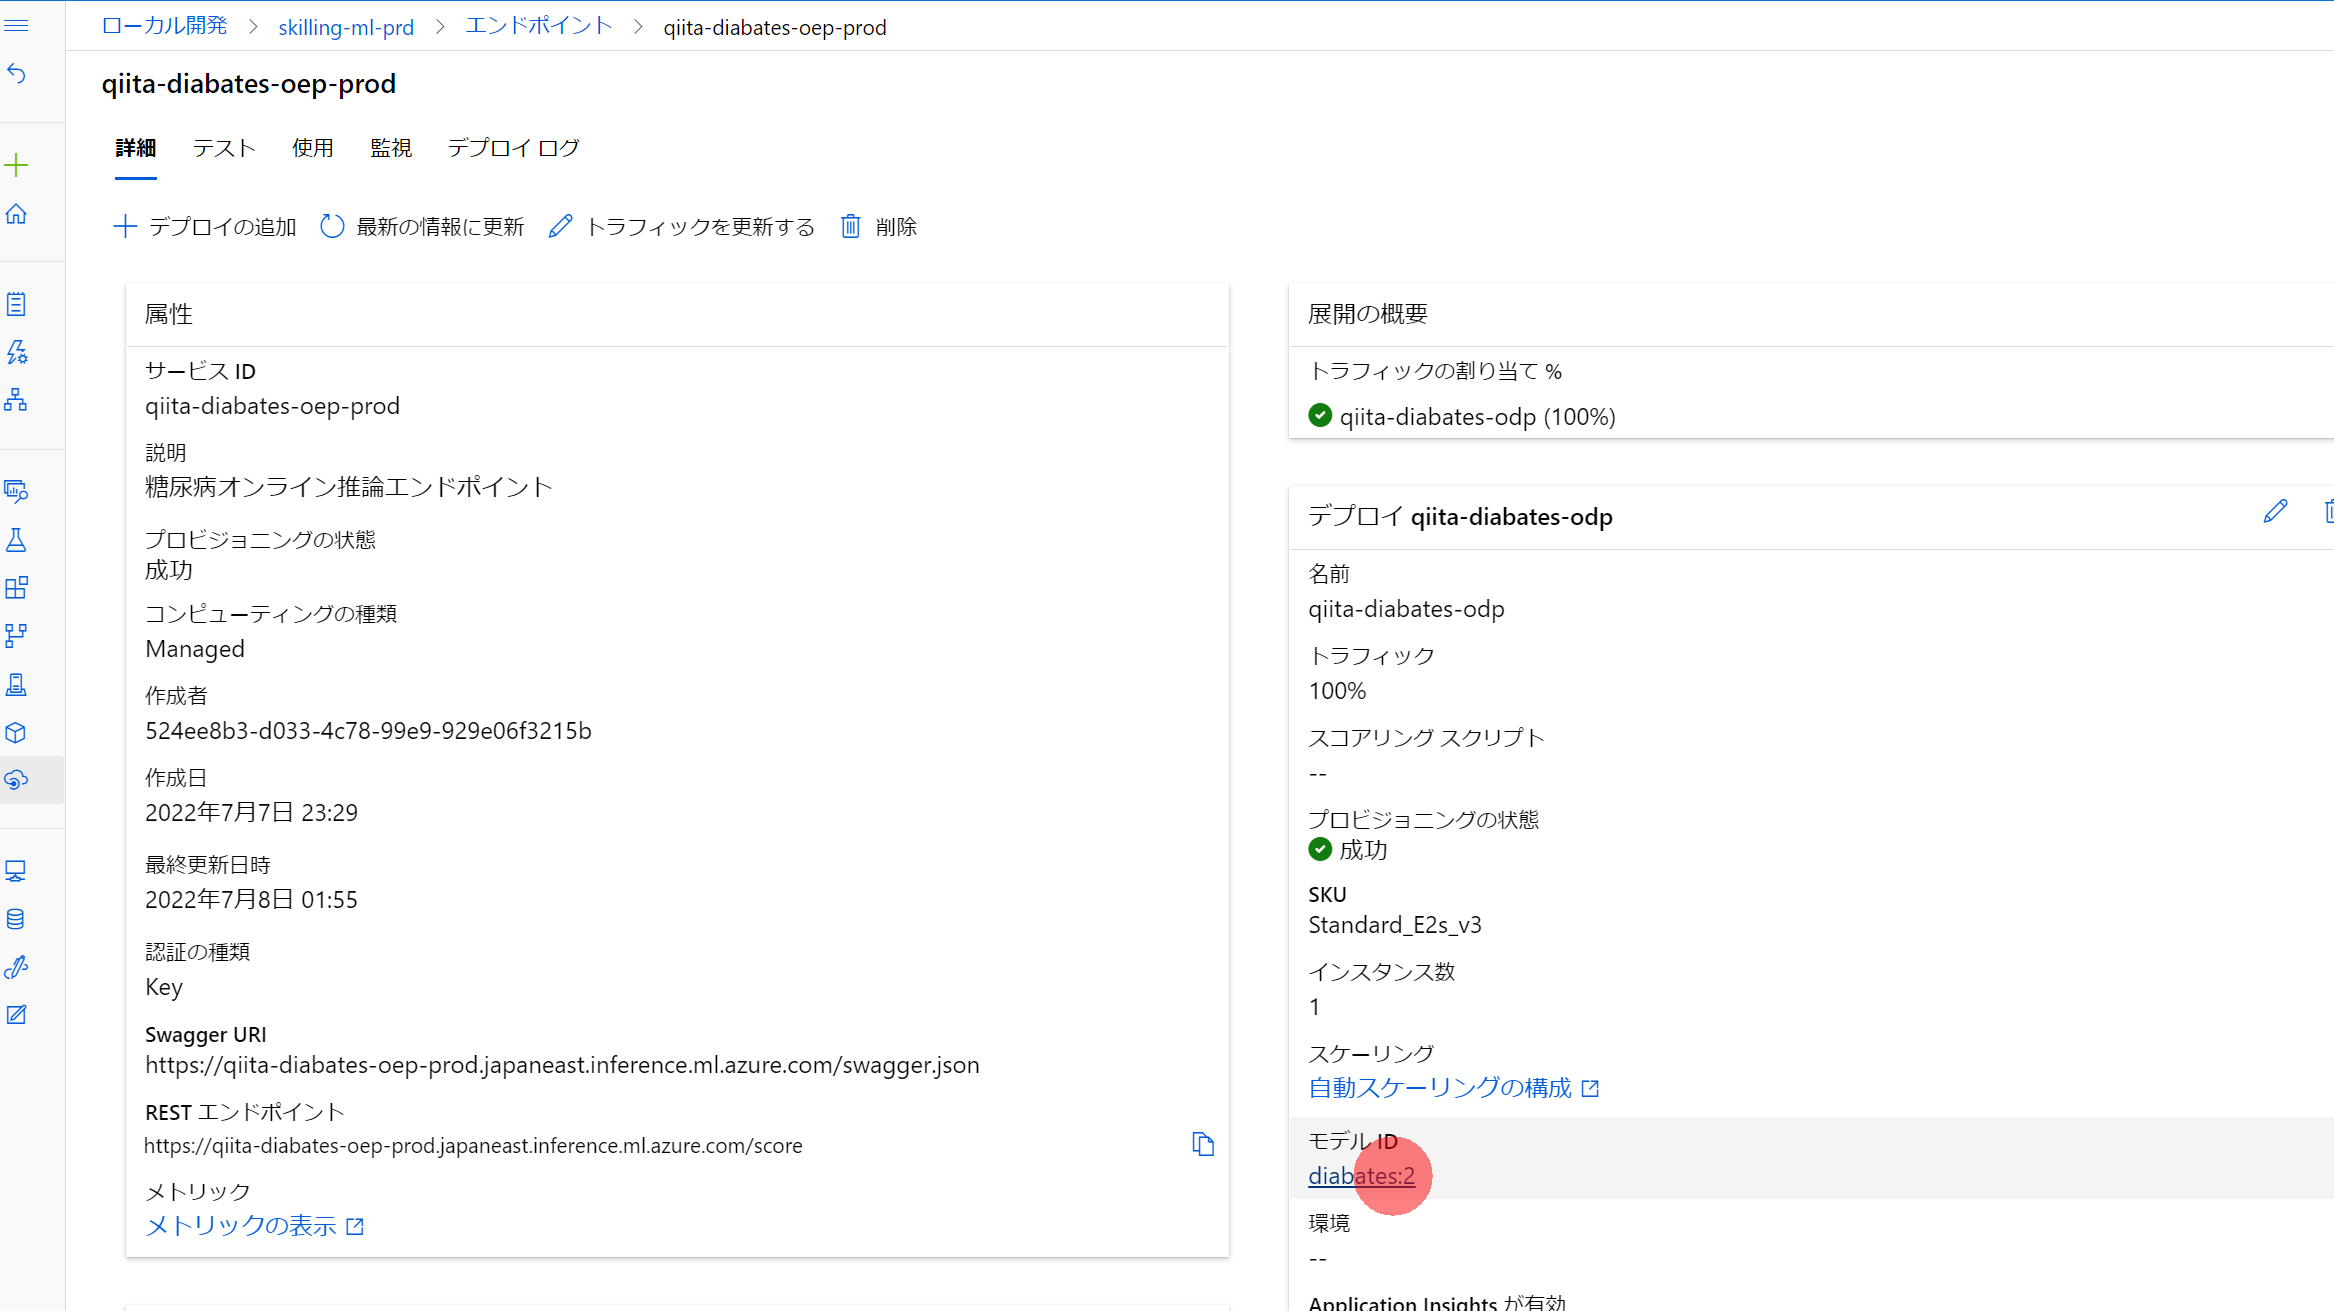 ローカル開発 > skilling-ml-prd > エンドポイント > qiita-diabates-oep-prod
qiita-diabates-oep-prod
詳細 テスト 使用 監視 デプロイ ログ
デプロイの追加 最新の情報に更新 トラフィックを更新する 削除
属性
サービス ID
qiita-diabates-oep-prod
説明
糖尿病オンライン推論エンドポイント
プロビジョニングの状態
成功
コンピューティングの種類
Managed
作成者
524ee8b3-d033-4c78-99e9-929e06f3215b
作成日
2022年7月7日 23:29
最終更新日時
2022年7月8日 01:55
認証の種類
Key
Swagger URI
https://qiita-diabates-oep-prod.japaneast.inference.ml.azure.com/swagger.json
REST エンドポイント
https://qiita-diabates-oep-prod.japaneast.inference.ml.azure.com/score
メトリック
メトリックの表示
展開の概要
トラフィックの割り当て %
qiita-diabates-odp (100%)
デプロイ qiita-diabates-odp
名前
qiita-diabates-odp
トラフィック
100%
スコアリング スクリプト
--
プロビジョニングの状態
成功
SKU
Standard_E2s_v3
インスタンス数
1
スケーリング
自動スケーリングの構成
モデル ID
diabates:2
環境
--
Application Insights が有効